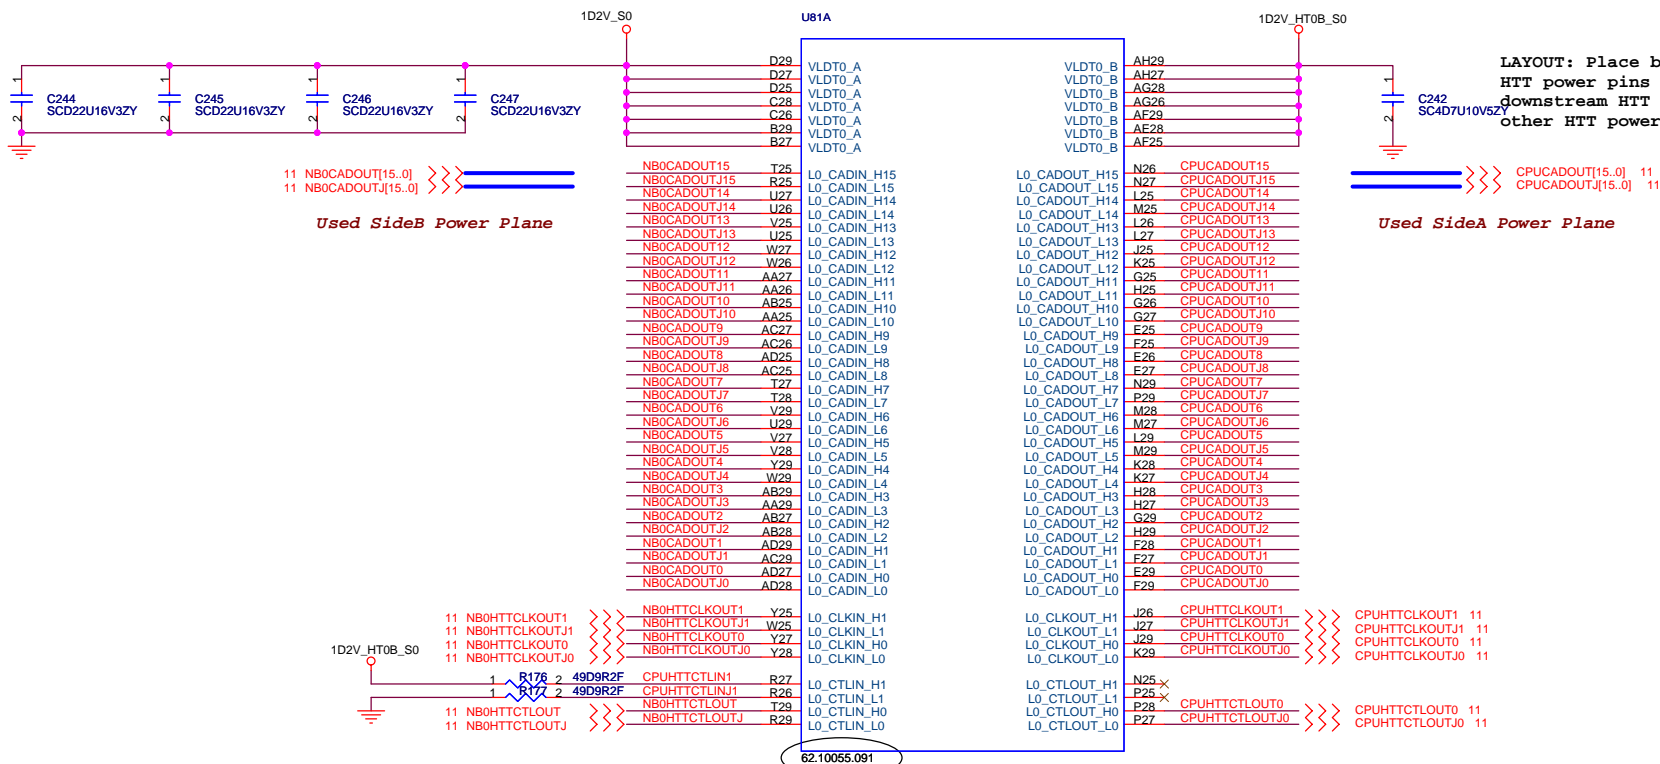 1D2V_S0
U81A
1D2V_HT0B_S0
LAYOUT: Place b
HTT power pins
downstream HTT
other HTT power
1 C244 SCD22U16V3ZY 2
1 C245 SCD22U16V3ZY 2
1 C246 SCD22U16V3ZY 2
1 C247 SCD22U16V3ZY 2
1 C242 SC4D7U10V5ZY 2
D29 VLDT0_A VLDT0_B AH29
D27 VLDT0_A VLDT0_B AH27
D25 VLDT0_A VLDT0_B AG28
C28 VLDT0_A VLDT0_B AG26
C26 VLDT0_A VLDT0_B AF29
B29 VLDT0_A VLDT0_B AE28
B27 VLDT0_A VLDT0_B AF25
11 NB0CADOUT[15..0]
11 NB0CADOUTJ[15..0]
Used SideB Power Plane
CPUCADOUT[15..0] 11
CPUCADOUTJ[15..0] 11
Used SideA Power Plane
NB0CADOUT15 T25 L0_CADIN_H15 L0_CADOUT_H15 N26 CPUCADOUT15
NB0CADOUTJ15 R25 L0_CADIN_L15 L0_CADOUT_L15 N27 CPUCADOUTJ15
NB0CADOUT14 U27 L0_CADIN_H14 L0_CADOUT_H14 L25 CPUCADOUT14
NB0CADOUTJ14 U26 L0_CADIN_L14 L0_CADOUT_L14 M25 CPUCADOUTJ14
NB0CADOUT13 V25 L0_CADIN_H13 L0_CADOUT_H13 L26 CPUCADOUT13
NB0CADOUTJ13 U25 L0_CADIN_L13 L0_CADOUT_L13 L27 CPUCADOUTJ13
NB0CADOUT12 W27 L0_CADIN_H12 L0_CADOUT_H12 J25 CPUCADOUT12
NB0CADOUTJ12 W26 L0_CADIN_L12 L0_CADOUT_L12 K25 CPUCADOUTJ12
NB0CADOUT11 AA27 L0_CADIN_H11 L0_CADOUT_H11 G25 CPUCADOUT11
NB0CADOUTJ11 AA26 L0_CADIN_L11 L0_CADOUT_L11 H25 CPUCADOUTJ11
NB0CADOUT10 AB25 L0_CADIN_H10 L0_CADOUT_H10 G26 CPUCADOUT10
NB0CADOUTJ10 AA25 L0_CADIN_L10 L0_CADOUT_L10 G27 CPUCADOUTJ10
NB0CADOUT9 AC27 L0_CADIN_H9 L0_CADOUT_H9 E25 CPUCADOUT9
NB0CADOUTJ9 AC26 L0_CADIN_L9 L0_CADOUT_L9 F25 CPUCADOUTJ9
NB0CADOUT8 AD25 L0_CADIN_H8 L0_CADOUT_H8 E26 CPUCADOUT8
NB0CADOUTJ8 AC25 L0_CADIN_L8 L0_CADOUT_L8 E27 CPUCADOUTJ8
NB0CADOUT7 T27 L0_CADIN_H7 L0_CADOUT_H7 N29 CPUCADOUT7
NB0CADOUTJ7 T28 L0_CADIN_L7 L0_CADOUT_L7 P29 CPUCADOUTJ7
NB0CADOUT6 V29 L0_CADIN_H6 L0_CADOUT_H6 M28 CPUCADOUT6
NB0CADOUTJ6 U29 L0_CADIN_L6 L0_CADOUT_L6 M27 CPUCADOUTJ6
NB0CADOUT5 V27 L0_CADIN_H5 L0_CADOUT_H5 L29 CPUCADOUT5
NB0CADOUTJ5 V28 L0_CADIN_L5 L0_CADOUT_L5 M29 CPUCADOUTJ5
NB0CADOUT4 Y29 L0_CADIN_H4 L0_CADOUT_H4 K28 CPUCADOUT4
NB0CADOUTJ4 W29 L0_CADIN_L4 L0_CADOUT_L4 K27 CPUCADOUTJ4
NB0CADOUT3 AB29 L0_CADIN_H3 L0_CADOUT_H3 H28 CPUCADOUT3
NB0CADOUTJ3 AA29 L0_CADIN_L3 L0_CADOUT_L3 H27 CPUCADOUTJ3
NB0CADOUT2 AB27 L0_CADIN_H2 L0_CADOUT_H2 G29 CPUCADOUT2
NB0CADOUTJ2 AB28 L0_CADIN_L2 L0_CADOUT_L2 H29 CPUCADOUTJ2
NB0CADOUT1 AD29 L0_CADIN_H1 L0_CADOUT_H1 F28 CPUCADOUT1
NB0CADOUTJ1 AC29 L0_CADIN_L1 L0_CADOUT_L1 F27 CPUCADOUTJ1
NB0CADOUT0 AD27 L0_CADIN_H0 L0_CADOUT_H0 E29 CPUCADOUT0
NB0CADOUTJ0 AD28 L0_CADIN_L0 L0_CADOUT_L0 F29 CPUCADOUTJ0
11 NB0HTTCLKOUT1 NB0HTTCLKOUT1 Y25 L0_CLKIN_H1 L0_CLKOUT_H1 J26 CPUHTTCLKOUT1 CPUHTTCLKOUT1 11
11 NB0HTTCLKOUTJ1 NB0HTTCLKOUTJ1 W25 L0_CLKIN_L1 L0_CLKOUT_L1 J27 CPUHTTCLKOUTJ1 CPUHTTCLKOUTJ1 11
11 NB0HTTCLKOUT0 NB0HTTCLKOUT0 Y27 L0_CLKIN_H0 L0_CLKOUT_H0 J29 CPUHTTCLKOUT0 CPUHTTCLKOUT0 11
11 NB0HTTCLKOUTJ0 NB0HTTCLKOUTJ0 Y28 L0_CLKIN_L0 L0_CLKOUT_L0 K29 CPUHTTCLKOUTJ0 CPUHTTCLKOUTJ0 11
1D2V_HT0B_S0
1 R176 2 49D9R2F CPUHTTCTLIN1 R27 L0_CTLIN_H1 L0_CTLOUT_H1 N25
1 R177 2 49D9R2F CPUHTTCTLINJ1 R26 L0_CTLIN_L1 L0_CTLOUT_L1 P25
11 NB0HTTCTLOUT NB0HTTCTLOUT T29 L0_CTLIN_H0 L0_CTLOUT_H0 P28 CPUHTTCTLOUT0 CPUHTTCTLOUT0 11
11 NB0HTTCTLOUTJ NB0HTTCTLOUTJ R29 L0_CTLIN_L0 L0_CTLOUT_L0 P27 CPUHTTCTLOUTJ0 CPUHTTCTLOUTJ0 11
62.10055.091